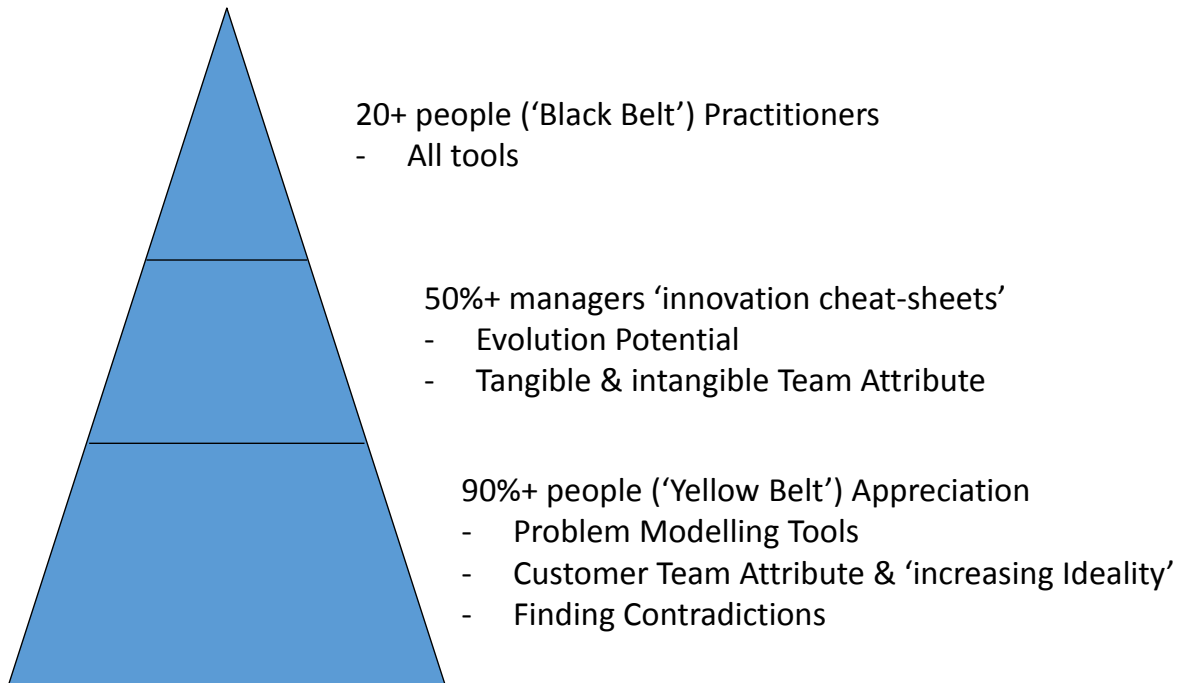 20+ people (‘Black Belt’) Practitioners
- All tools
50%+ managers ‘innovation cheat-sheets’
- Evolution Potential
- Tangible & intangible Team Attribute
90%+ people (‘Yellow Belt’) Appreciation
- Problem Modelling Tools
- Customer Team Attribute & ‘increasing Ideality’
- Finding Contradictions